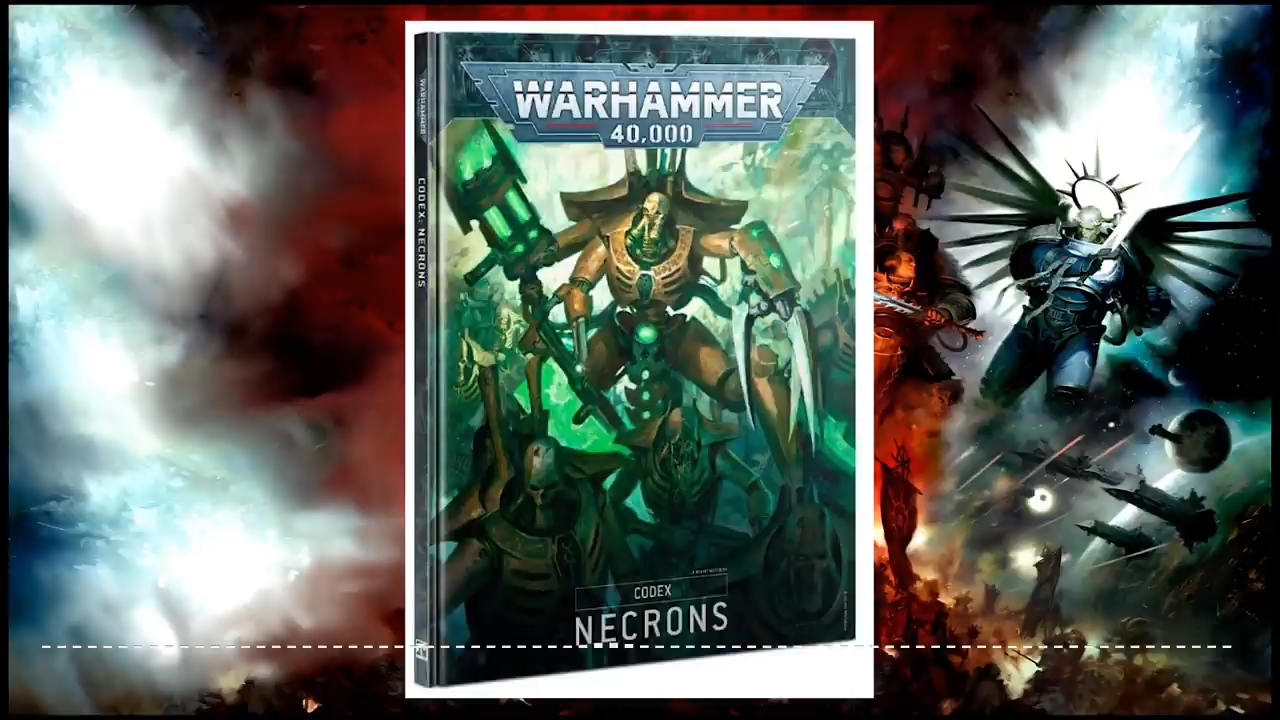 WARHAMMER
40,000
WARHAMMER
CODEX: NECRONS
CODEX
NECRONS